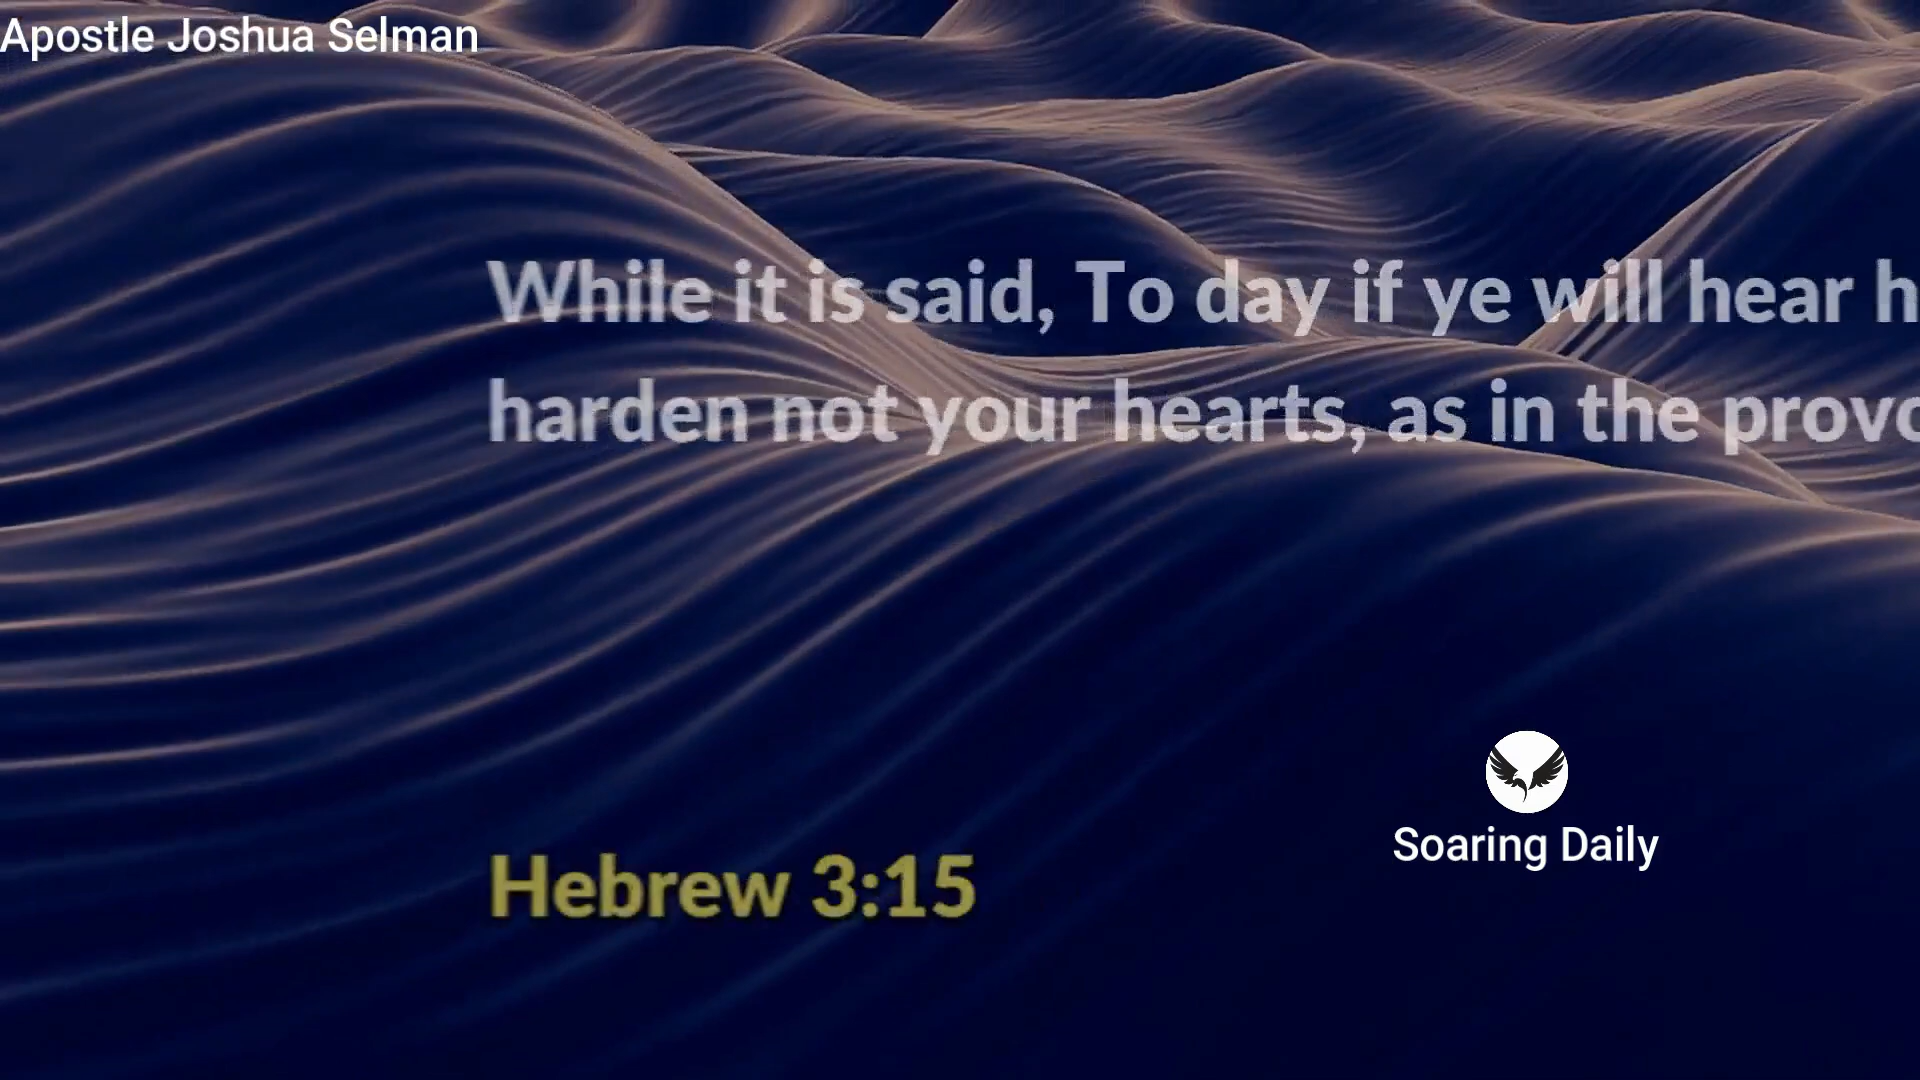 Apostle Joshua Selman
While it is said, To day if ye will hear
harden not your hearts, as in the
Soaring Daily
Hebrew 3:15